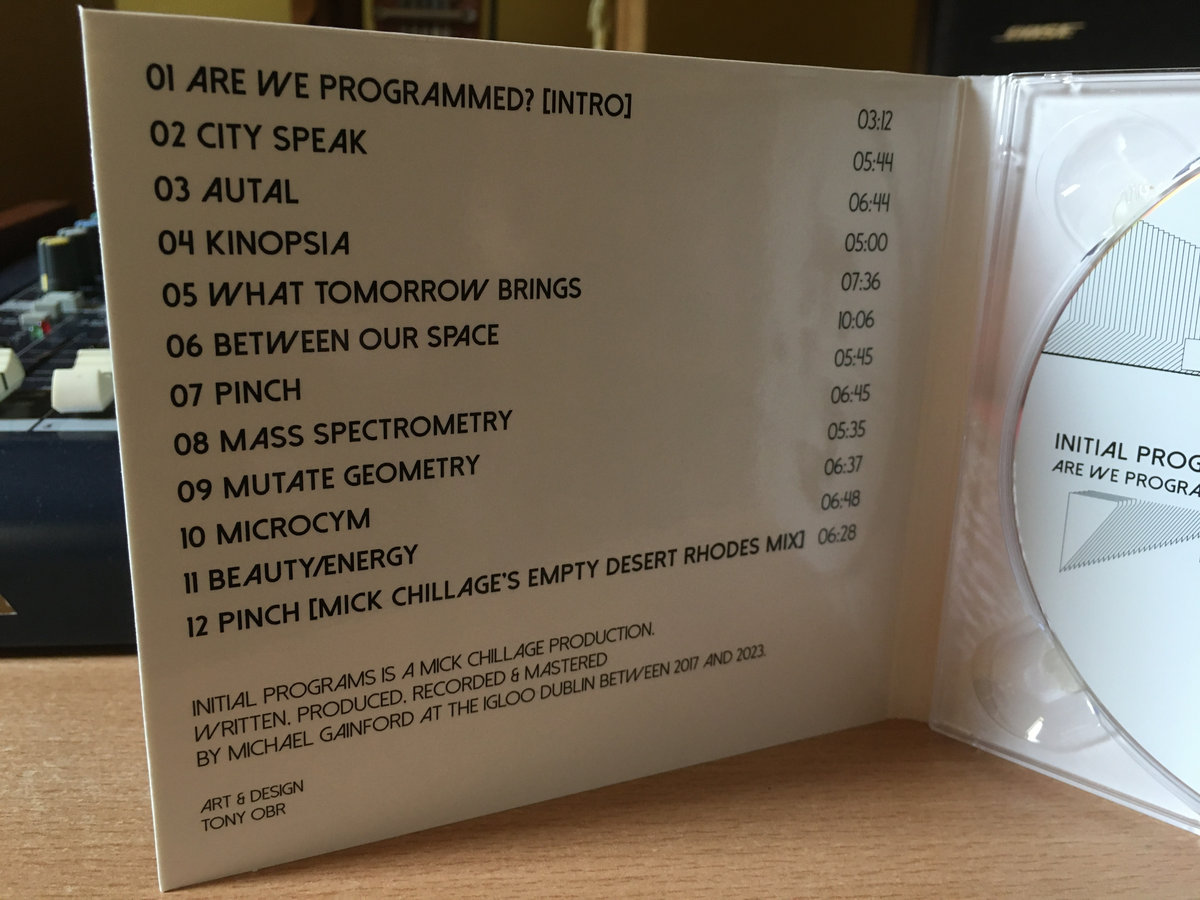 01 ARE WE PROGRAMMED? [INTRO] 03:12
02 CITY SPEAK 05:44
03 AUTAL 06:44
04 KINOPSIA 05:00
05 WHAT TOMORROW BRINGS 07:36
06 BETWEEN OUR SPACE 10:06
07 PINCH 05:45
08 MASS SPECTROMETRY 06:45
09 MUTATE GEOMETRY 05:35
10 MICROCYM 06:37
11 BEAUTY/ENERGY 06:48
12 PINCH [MICK CHILLAGE'S EMPTY DESERT RHODES MIX] 06:28
INITIAL PROGRAMS IS A MICK CHILLAGE PRODUCTION.
WRITTEN, PRODUCED, RECORDED & MASTERED
BY MICHAEL GAINFORD AT THE IGLOO DUBLIN BETWEEN 2017 AND 2023.
ART & DESIGN
TONY OBR
INITIAL PROG
ARE WE PROGRA
BOSE